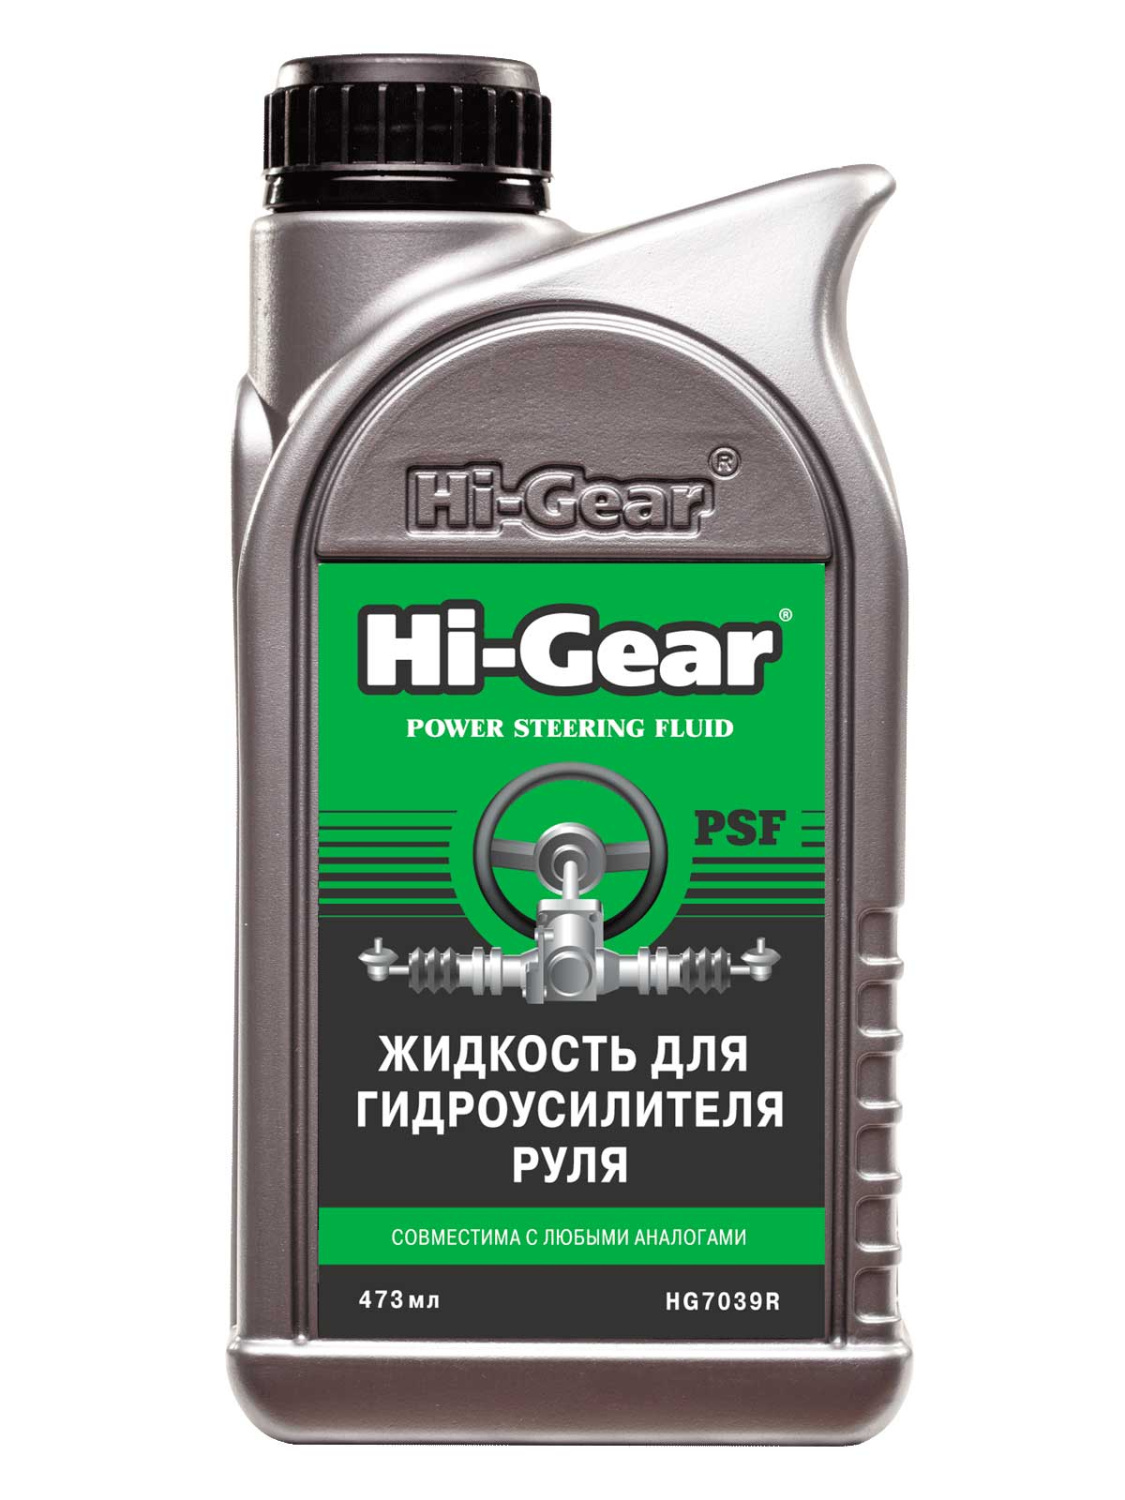 Hi-Gear®
Hi-Gear®
POWER STEERING FLUID
PSF
ЖИДКОСТЬ ДЛЯ
ГИДРОУСИЛИТЕЛЯ
РУЛЯ
СОВМЕСТИМА С ЛЮБЫМИ АНАЛОГАМИ
473 мл HG7039R